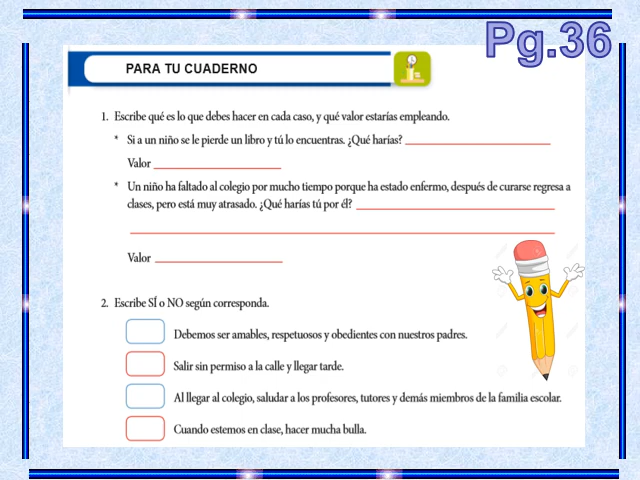 Pg.36
PARA TU CUADERNO
1. Escribe qué es lo que debes hacer en cada caso, y qué valor estarías empleando.
* Si a un niño se le pierde un libro y tú lo encuentras. ¿Qué harías?
Valor
* Un niño ha faltado al colegio por mucho tiempo porque ha estado enfermo, después de curarse regresa a
clases, pero está muy atrasado. ¿Qué harías tú por él?
Valor
2. Escribe SÍ o NO según corresponda.
Debemos ser amables, respetuosos y obedientes con nuestros padres.
Salir sin permiso a la calle y llegar tarde.
Al llegar al colegio, saludar a los profesores, tutores y demás miembros de la familia escolar.
Cuando estemos en clase, hacer mucha bulla.